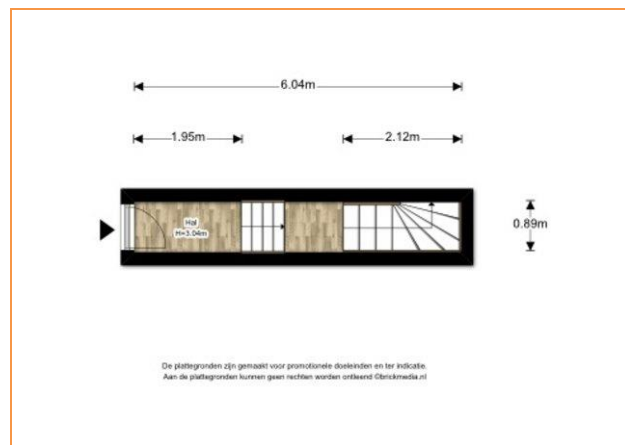 6.04m
1.95m
2.12m
Hal
H=3.04m
0.89m
De plattegronden zijn gemaakt voor promotionele doeleinden en ter indicatie.
Aan de plattegronden kunnen geen rechten worden ontleend ©brickmedia.nl